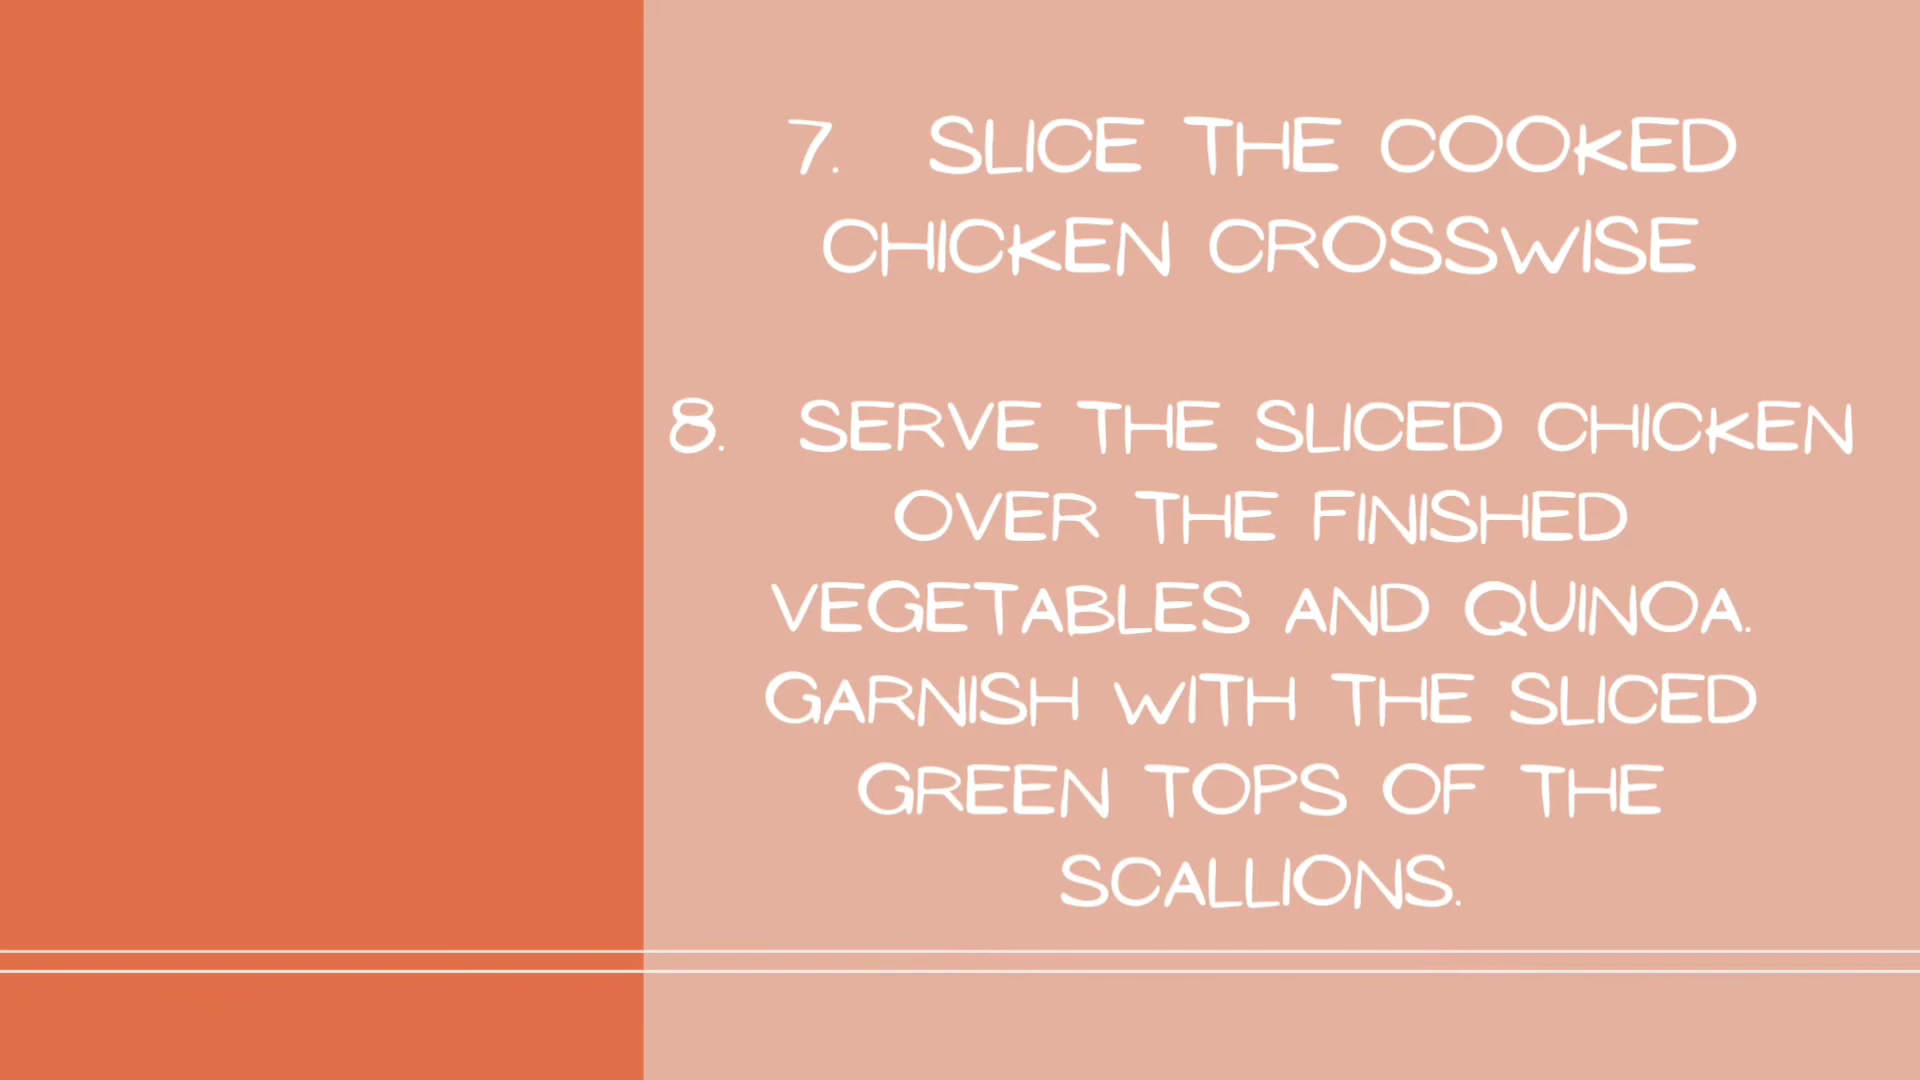 7. SLICE THE COOKED
CHICKEN CROSSWISE
8. SERVE THE SLICED CHICKEN
OVER THE FINISHED
VEGETABLES AND QUINOA.
GARNISH WITH THE SLICED
GREEN TOPS OF THE
SCALLIONS.